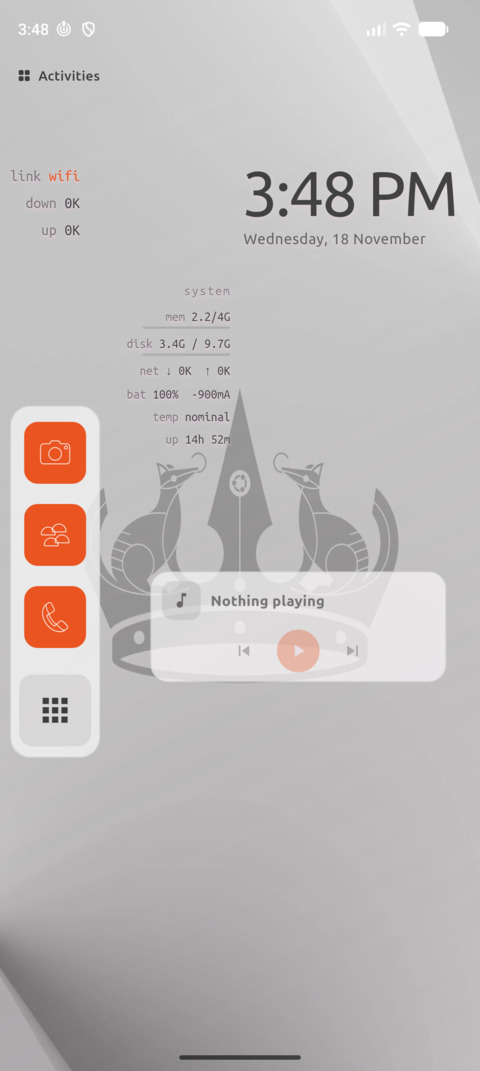 3:48
Activities
link wifi
down 0K
up 0K
3:48 PM
Wednesday, 18 November
system
mem 2.2/4G
disk 3.4G / 9.7G
net ↓ 0K ↑ 0K
bat 100% -900mA
temp nominal
up 14h 52m
Nothing playing